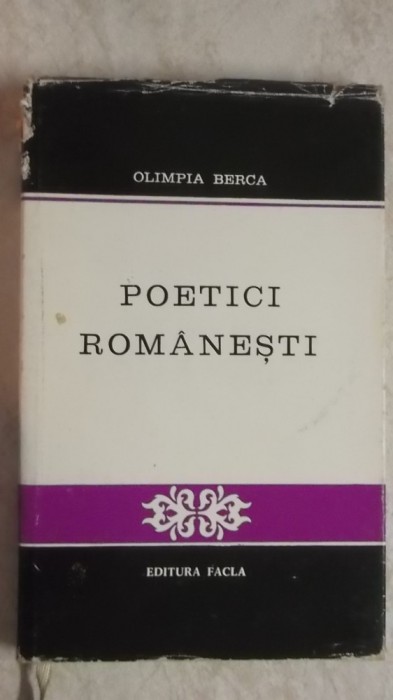 OLIMPIA BERCA
POETICI
ROMÂNEȘTI
EDITURA FACLA